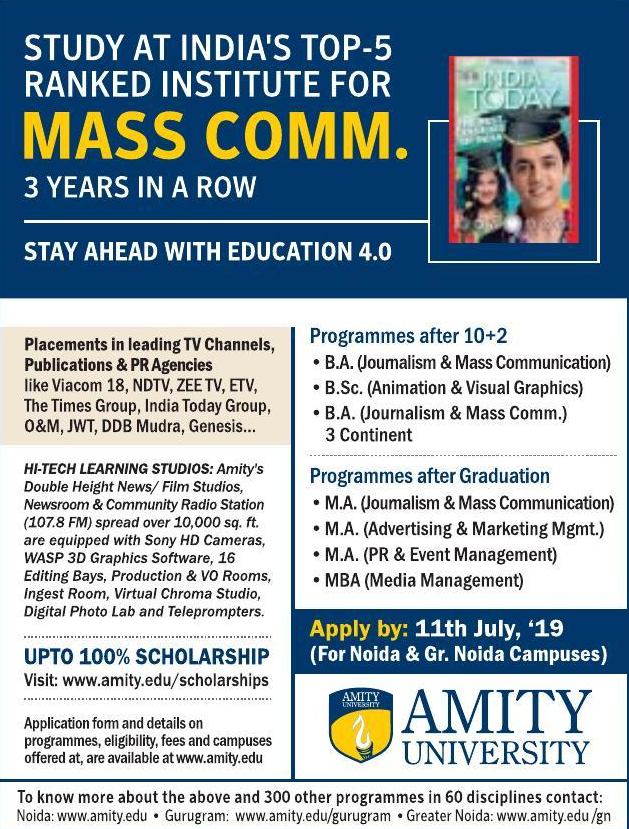 STUDY AT INDIA'S TOP-5
RANKED INSTITUTE FOR
MASS COMM.
3 YEARS IN A ROW
STAY AHEAD WITH EDUCATION 4.0
INDIA
TODAY
Placements in leading TV Channels,
Publications & PR Agencies
like Viacom 18, NDTV, ZEE TV, ETV,
The Times Group, India Today Group,
O&M, JWT, DDB Mudra, Genesis...
HI-TECH LEARNING STUDIOS: Amity's
Double Height News/ Film Studios,
Newsroom & Community Radio Station
(107.8 FM) spread over 10,000 sq. ft.
are equipped with Sony HD Cameras,
WASP 3D Graphics Software, 16
Editing Bays, Production & VO Rooms,
Ingest Room, Virtual Chroma Studio,
Digital Photo Lab and Teleprompters.
UPTO 100% SCHOLARSHIP
Visit: www.amity.edu/scholarships
Application form and details on
programmes, eligibility, fees and campuses
offered at, are available at www.amity.edu
Programmes after 10+2
• B.A. (Journalism & Mass Communication)
• B.Sc. (Animation & Visual Graphics)
• B.A. (Journalism & Mass Comm.)
3 Continent
Programmes after Graduation
• M.A. (Journalism & Mass Communication)
• M.A. (Advertising & Marketing Mgmt.)
• M.A. (PR & Event Management)
• MBA (Media Management)
Apply by: 11th July, ‘19
(For Noida & Gr. Noida Campuses)
AMITY
UNIVERSITY
AMITY
UNIVERSITY
To know more about the above and 300 other programmes in 60 disciplines contact:
Noida: www.amity.edu • Gurugram: www.amity.edu/gurugram • Greater Noida: www.amity.edu /gn